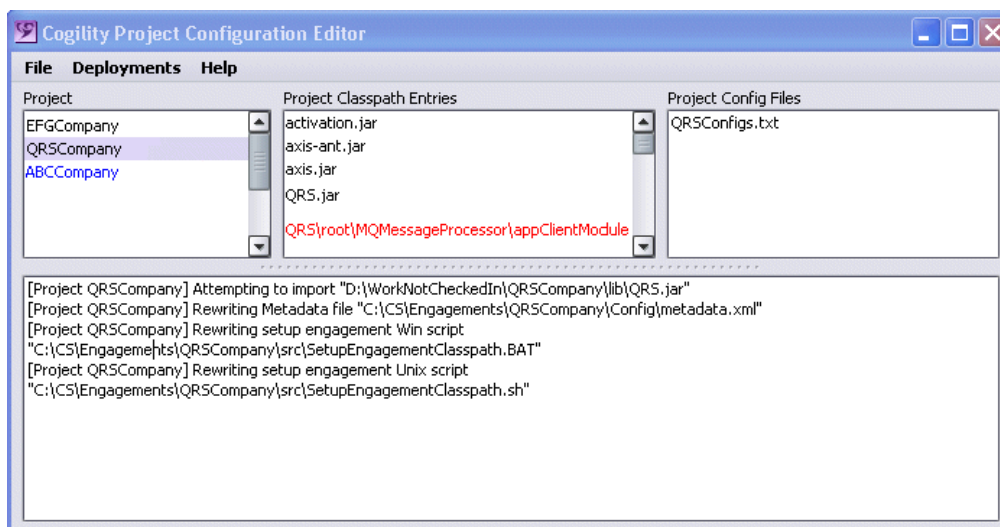 Cogility Project Configuration Editor
File Deployments Help
Project
EFGCompany
QRSCompany
ABCCompany
Project Classpath Entries
activation.jar
axis-ant.jar
axis.jar
QRS.jar
QRS\root\MQMessageProcessor\appClientModule
Project Config Files
QRSConfigs.txt
[Project QRSCompany] Attempting to import "D:\WorkNotCheckedIn\QRSCompany\lib\QRS.jar"
[Project QRSCompany] Rewriting Metadata file "C:\CS\Engagements\QRSCompany\Config\metadata.xml"
[Project QRSCompany] Rewriting setup engagement Win script
"C:\CS\Engagements\QRSCompany\src\SetupEngagementClasspath.BAT"
[Project QRSCompany] Rewriting setup engagement Unix script
"C:\CS\Engagements\QRSCompany\src\SetupEngagementClasspath.sh"